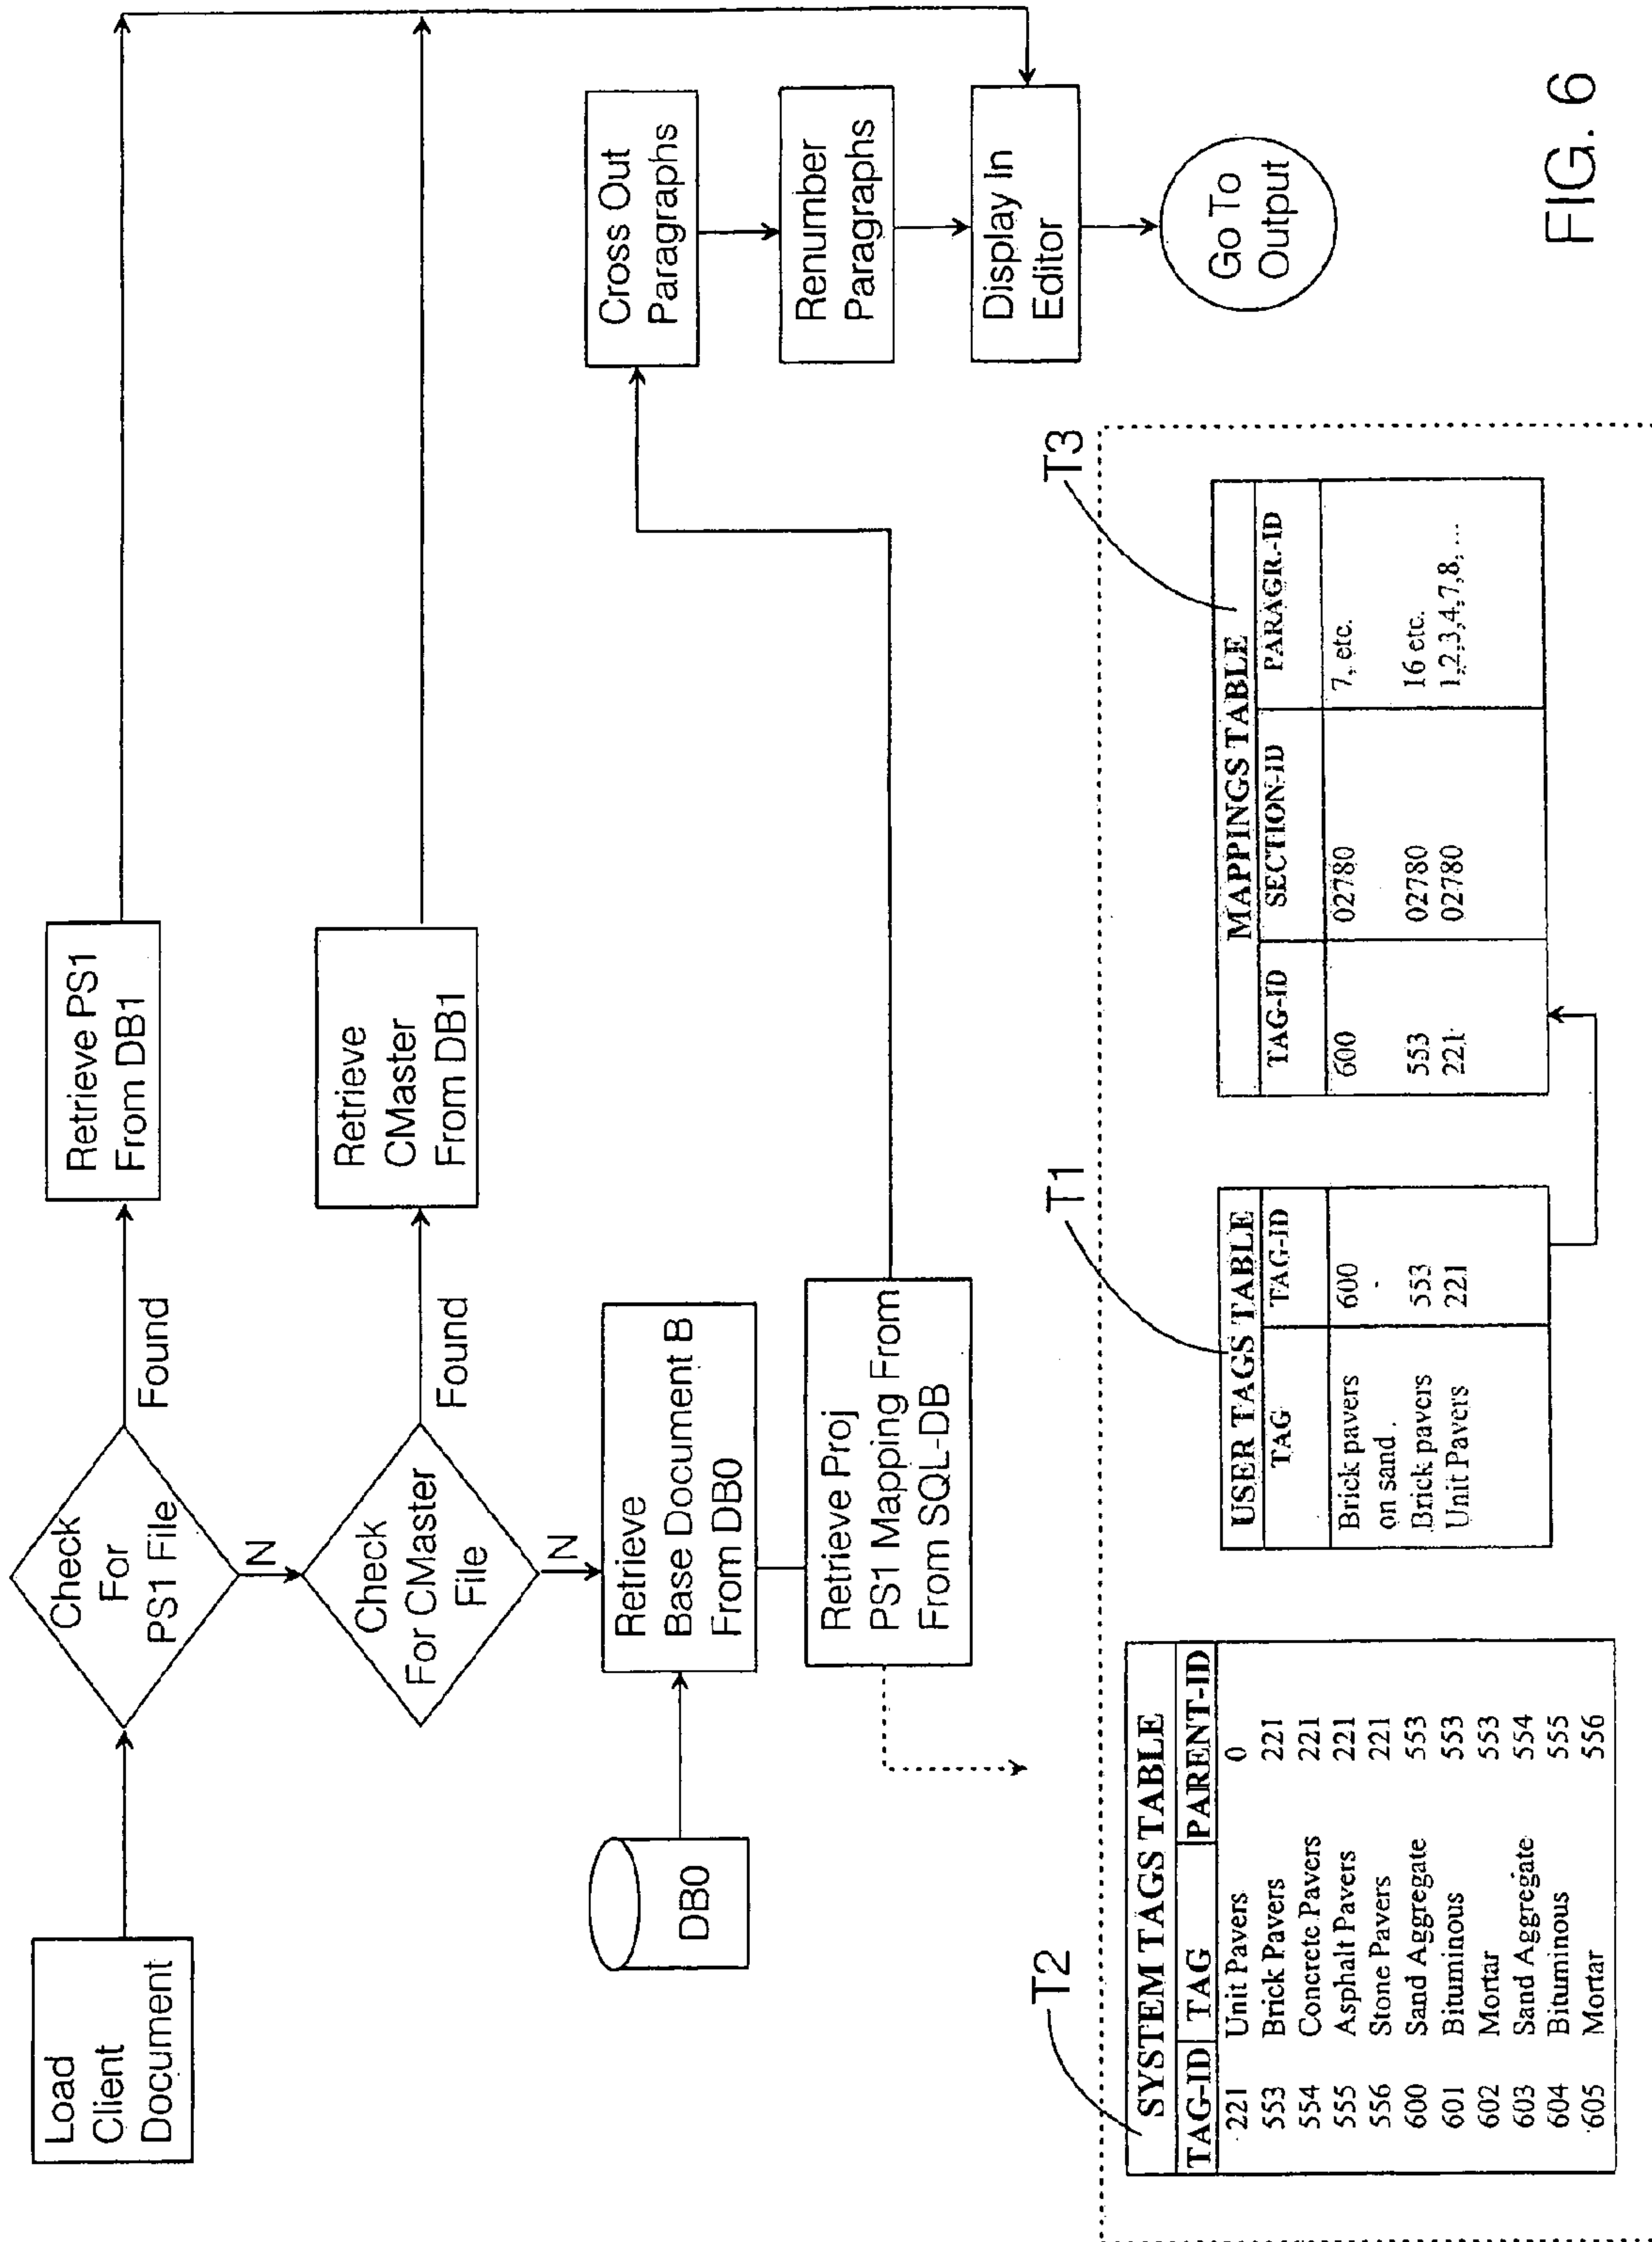 Load
Client
Document
Check
For
PS1 File
Found
Retrieve PS1
From DB1
N
Check
For CMaster
File
Found
Retrieve
CMaster
From DB1
N
DB0
Retrieve
Base Document B
From DB0
Retrieve Proj
PS1 Mapping From
From SQL-DB
Cross Out
Paragraphs
Renumber
Paragraphs
Display In
Editor
Go To
Output
T2
SYSTEM TAGS TABLE
TAG-ID TAG PARENT-ID
221 Unit Pavers 0
553 Brick Pavers 221
554 Concrete Pavers 221
555 Asphalt Pavers 221
556 Stone Pavers 221
600 Sand Aggregate 553
601 Bituminous 553
602 Mortar 553
603 Sand Aggregate 554
604 Bituminous 555
605 Mortar 556
T1
USER TAGS TABLE
TAG TAG-ID
Brick pavers 600
on sand.
Brick pavers 553
Unit Pavers 221
T3
MAPPINGS TABLE
TAG-ID SECTION-ID PARAGR.-ID
600 02780 7, etc.
553 02780 16 etc.
221 02780 1,2,3,4,7,8,...
FIG. 6